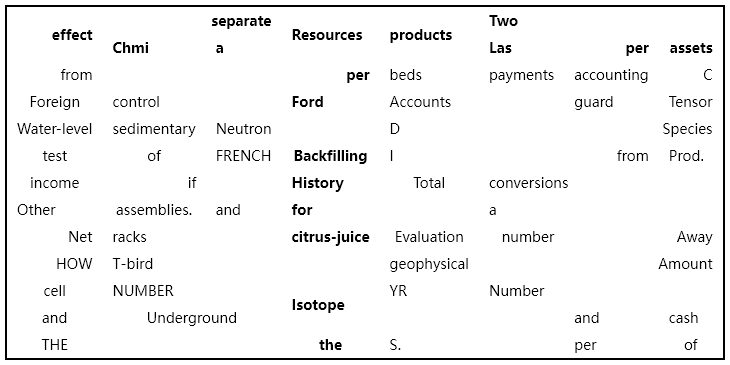 separate Two
effect Resources products
Chmi a Las per assets
from per beds payments accounting C
Foreign control Ford Accounts guard Tensor
Water-level sedimentary Neutron D Species
test of FRENCH Backfilling I from Prod.
income if History Total conversions
Other assemblies. and for a
Net racks citrus-juice Evaluation number Away
HOW T-bird geophysical Amount
cell NUMBER YR Number
Isotope
and Underground and cash
THE the S. per of